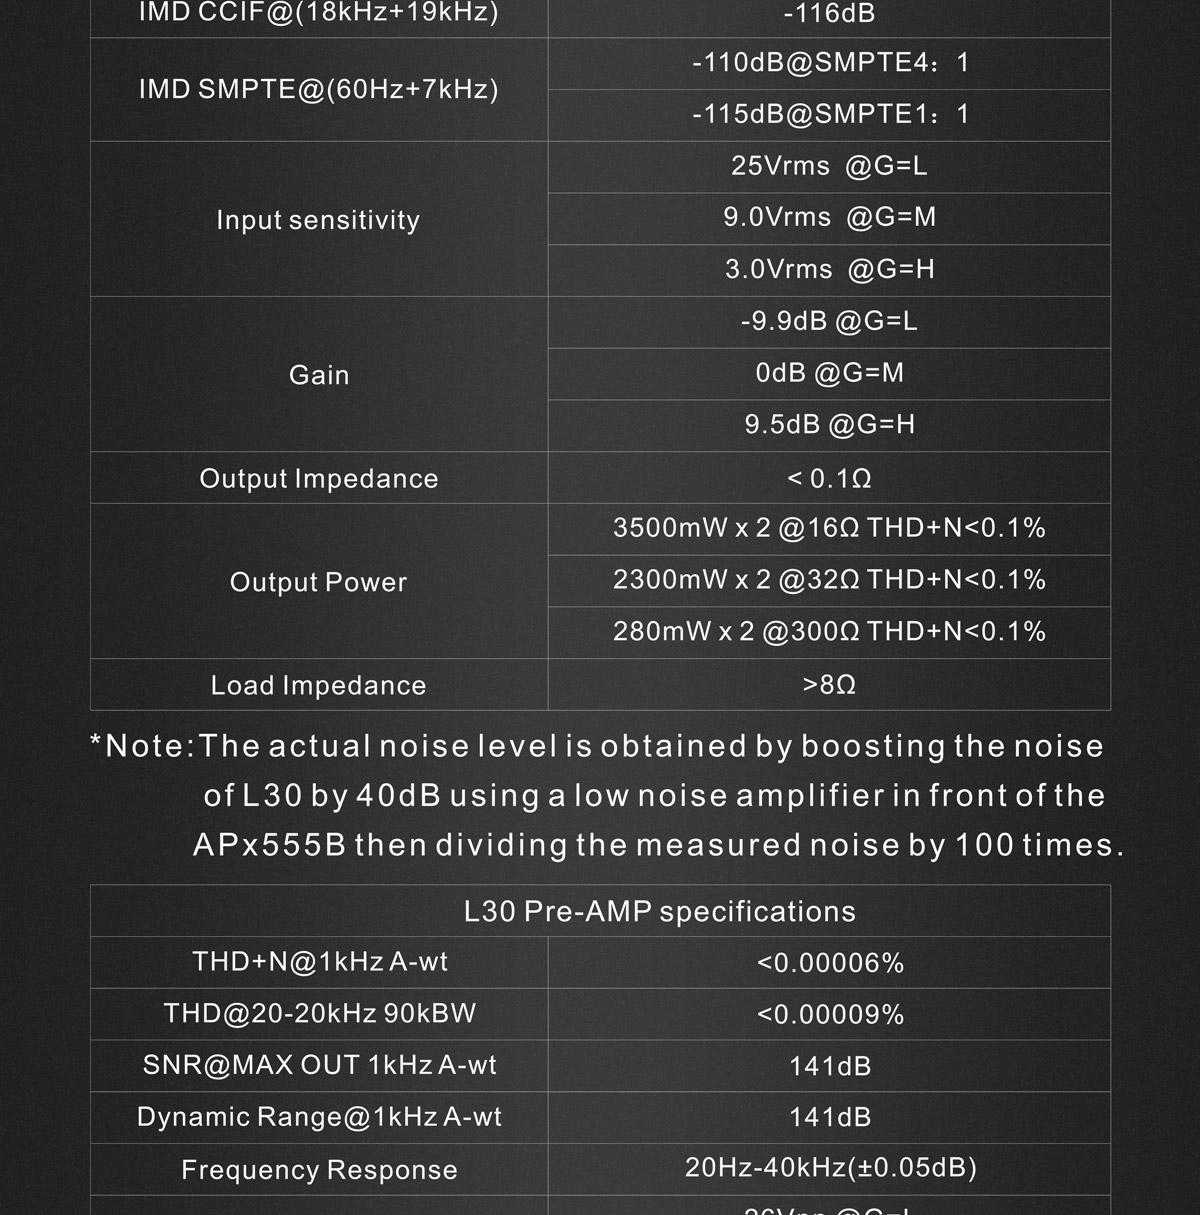 IMD CCIF@(18kHz+19kHz) -116dB
IMD SMPTE@(60Hz+7kHz) -110dB@SMPTE4：1
-115dB@SMPTE1：1
Input sensitivity 25Vrms @G=L
9.0Vrms @G=M
3.0Vrms @G=H
Gain -9.9dB @G=L
0dB @G=M
9.5dB @G=H
Output Impedance < 0.1Ω
Output Power 3500mW x 2 @16Ω THD+N<0.1%
2300mW x 2 @32Ω THD+N<0.1%
280mW x 2 @300Ω THD+N<0.1%
Load Impedance >8Ω
*Note:The actual noise level is obtained by boosting the noise
of L30 by 40dB using a low noise amplifier in front of the
APx555B then dividing the measured noise by 100 times.
L30 Pre-AMP specifications
THD+N@1kHz A-wt <0.00006%
THD@20-20kHz 90kBW <0.00009%
SNR@MAX OUT 1kHz A-wt 141dB
Dynamic Range@1kHz A-wt 141dB
Frequency Response 20Hz-40kHz(±0.05dB)